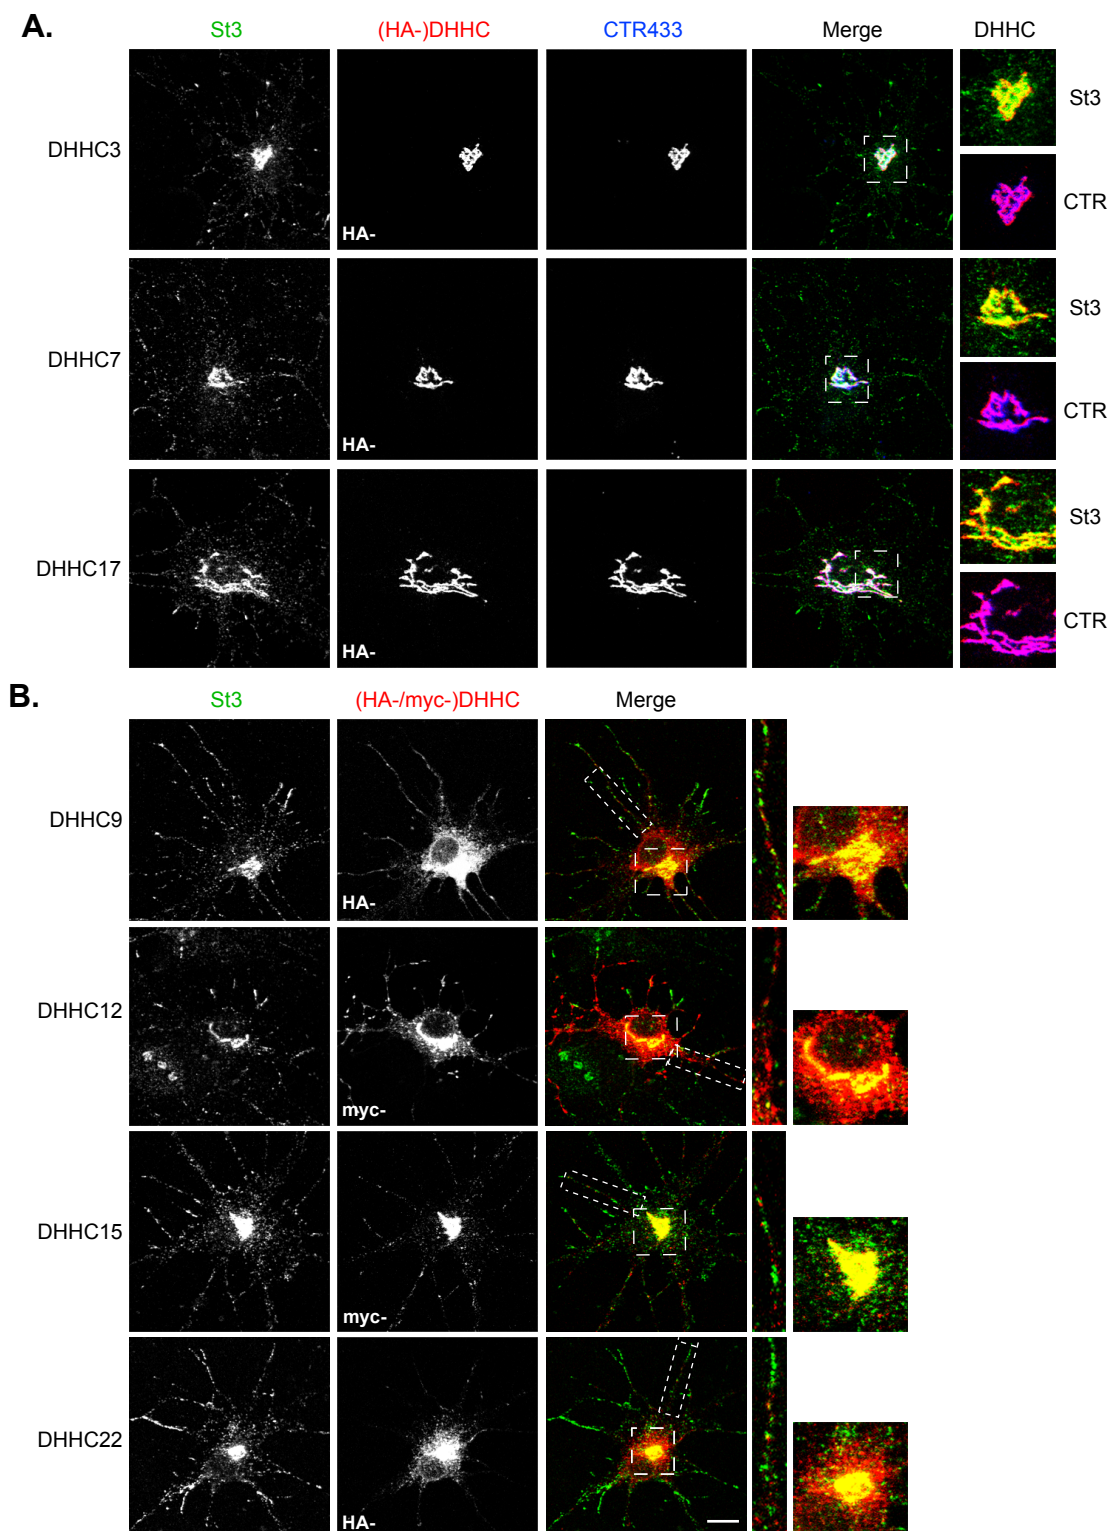 A.
St3 (HA-)DHHC CTR433 Merge DHHC
DHHC3
HA-
St3
CTR
DHHC7
HA-
St3
CTR
DHHC17
HA-
St3
CTR
B.
St3 (HA-/myc-)DHHC Merge
DHHC9
HA-
DHHC12
myc-
DHHC15
myc-
DHHC22
HA-